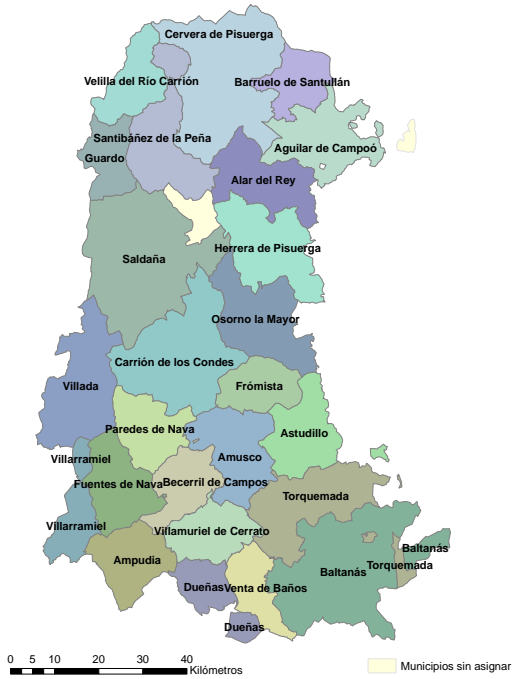 Cervera de Pisuerga
Velilla del Río Carrión
Barruelo de Santullán
Santibáñez de la Peña
Aguilar de Campoó
Guardo
Alar del Rey
Herrera de Pisuerga
Saldaña
Osorno la Mayor
Carrión de los Condes
Villada
Frómista
Paredes de Nava
Astudillo
Villarramiel
Amusco
Fuentes de Nava
Becerril de Campos
Torquemada
Villarramiel
Villamuriel de Cerrato
Baltanás
Ampudia
Torquemada
Baltanás
Dueñas
Venta de Baños
Dueñas
0 5 10 20 30 40
Kilómetros
Municipios sin asignar